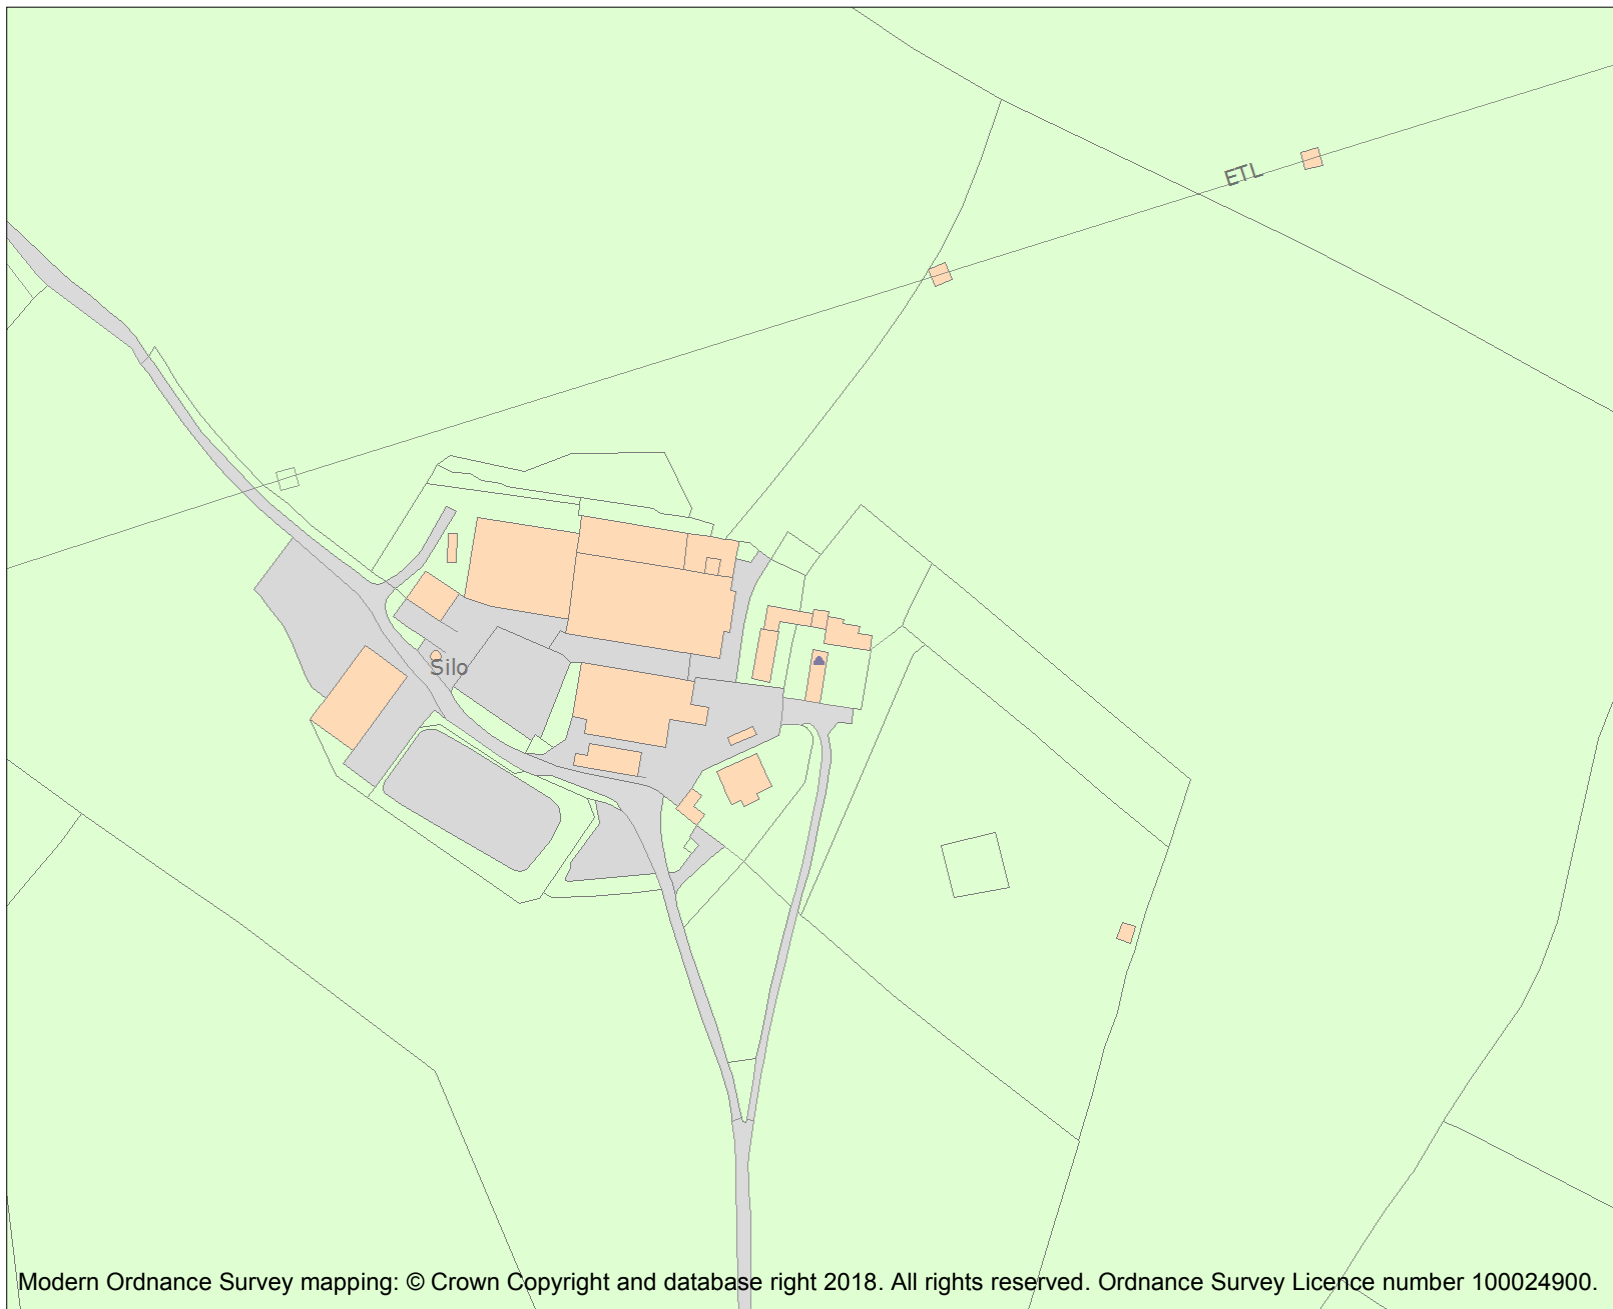 ETL
Silo
Modern Ordnance Survey mapping: © Crown Copyright and database right 2018. All rights reserved. Ordnance Survey Licence number 100024900.